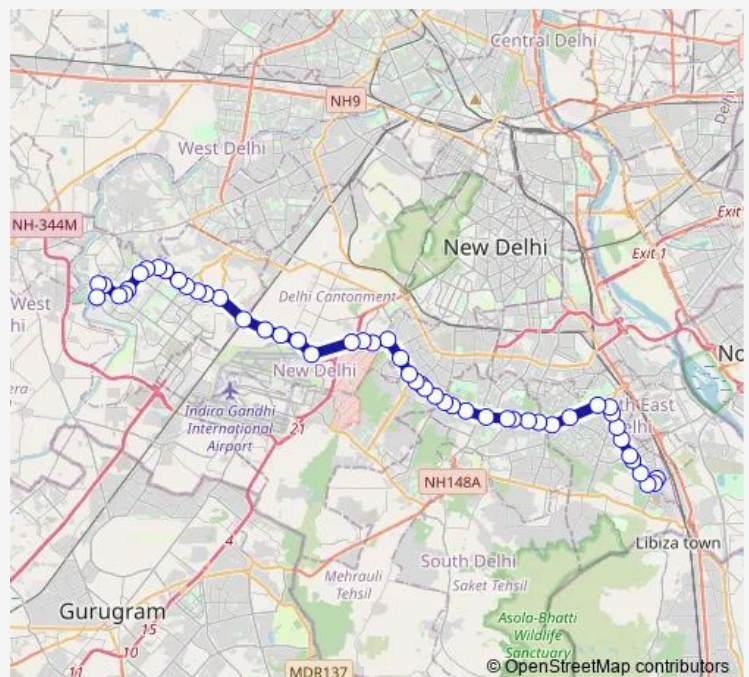 Central Delhi
NH9
Delhi
West Delhi
NH-344M
Exit
New Delhi
Exit 1
West
Delhi Cantonment
hi
No
New Delhi
Indira Gandhi
International
Airport
21
th East
Delhi
NH148A
4
Libiza town
South Delhi
Mehrauli
Tehsil
Saket Tehsil
Gurugram
15
Asola-Bhatti
Wildlife
Sanctuary
10
11
MDR137
© OpenStreetMap contributors